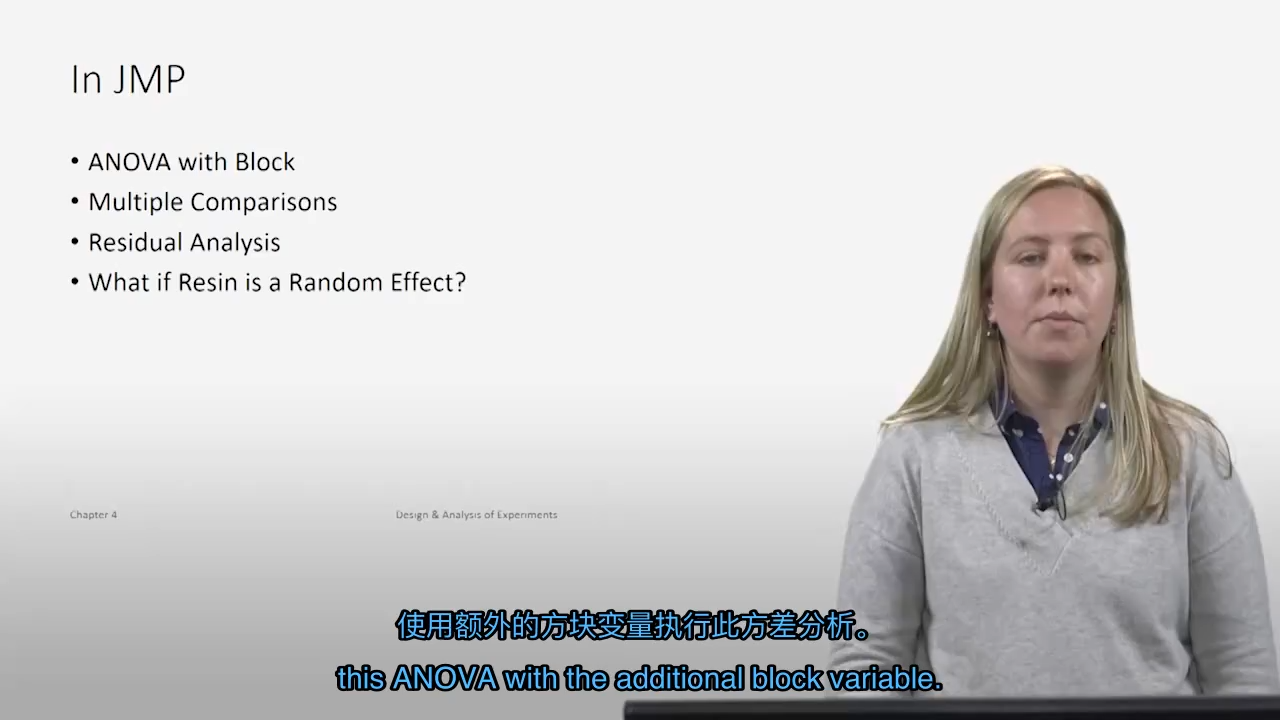 In JMP
• ANOVA with Block
• Multiple Comparisons
• Residual Analysis
• What if Resin is a Random Effect?
Chapter 4
Design & Analysis of Experiments
使用额外的方块变量执行此方差分析。
this ANOVA with the additional block variable.